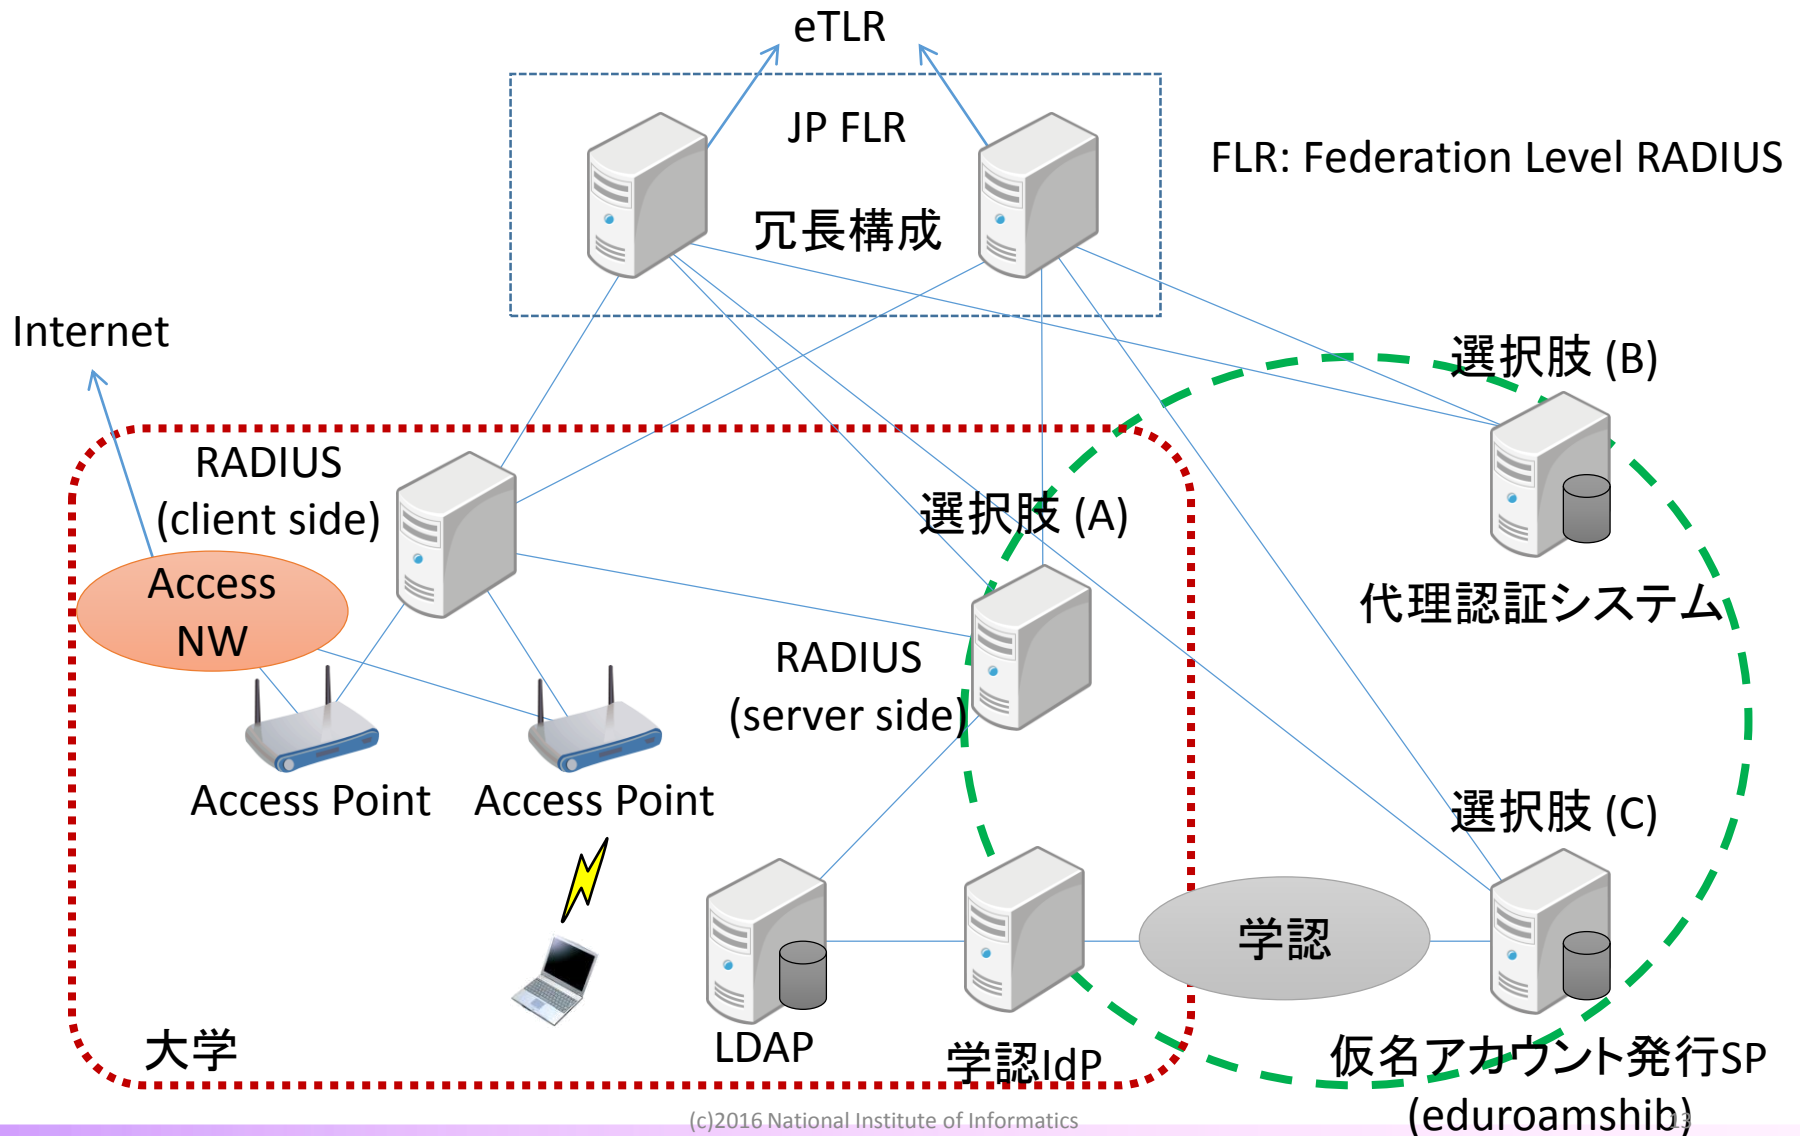 eTLR
JP FLR
冗長構成
FLR: Federation Level RADIUS
Internet
選択肢 (B)
RADIUS
(client side)
選択肢 (A)
Access
NW
代理認証システム
RADIUS
(server side)
Access Point
Access Point
選択肢 (C)
学認
大学
LDAP
学認IdP
仮名アカウント発行SP
(eduroamshib)
(c)2016 National Institute of Informatics
13